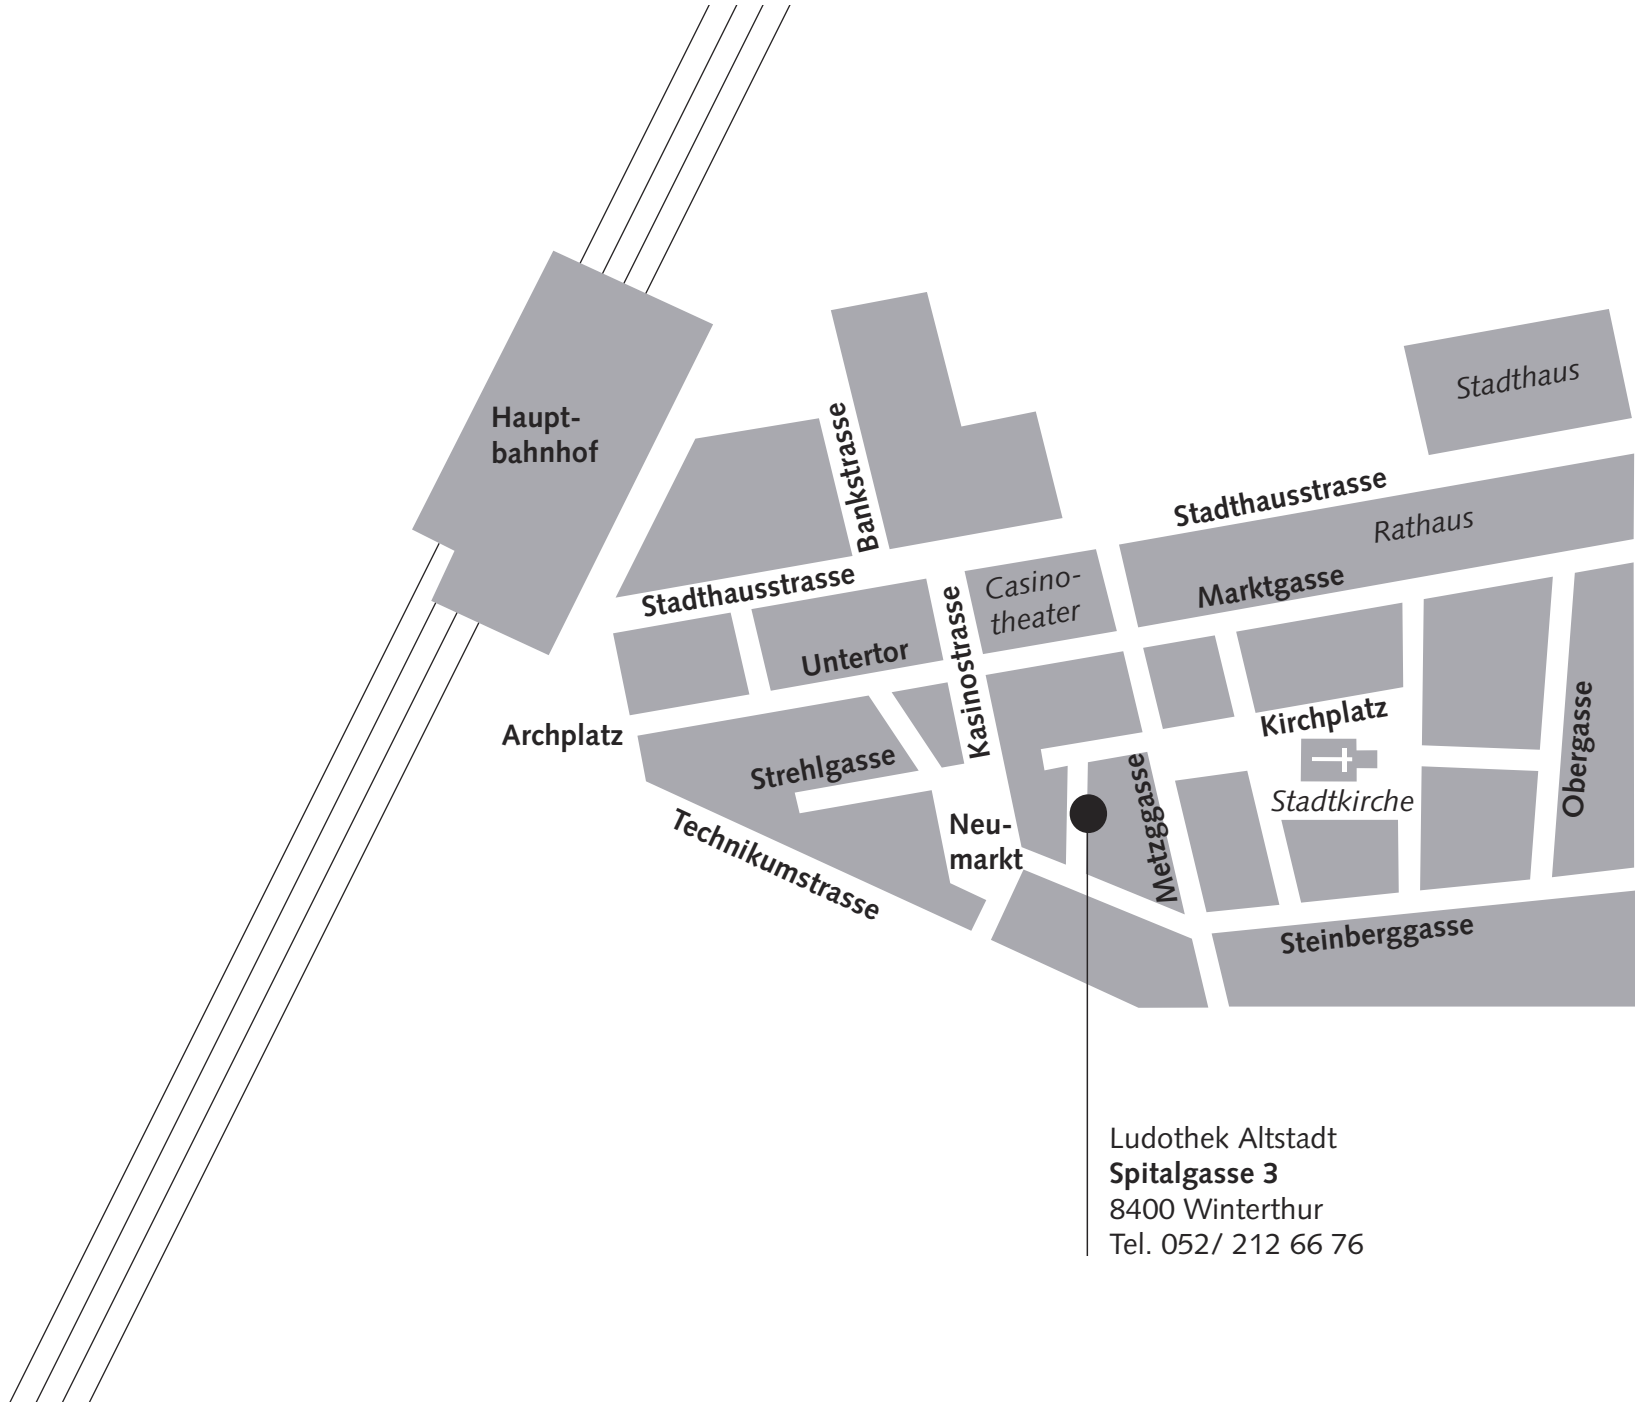 Haupt-
bahnhof
Bankstrasse
Stadthaus
Stadthausstrasse
Rathaus
Stadthausstrasse
Casino-
theater
Marktgasse
Untertor
Kasinostrasse
Archplatz
Strehlgasse
Kirchplatz
Obergasse
Stadtkirche
Metzggasse
Neu-
markt
Technikumstrasse
Steinberggasse
Ludothek Altstadt
Spitalgasse 3
8400 Winterthur
Tel. 052/ 212 66 76